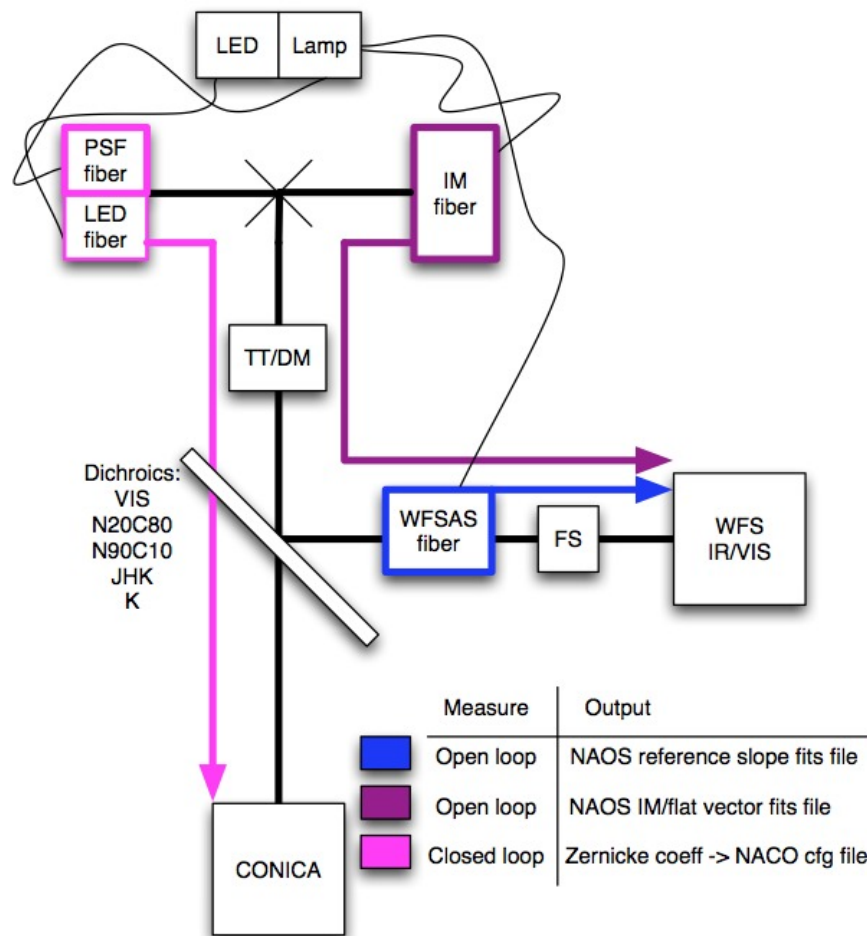 LED
Lamp
PSF
fiber
LED
fiber
IM
fiber
TT/DM
Dichroics:
VIS
N20C80
N90C10
JHK
K
WFSAS
fiber
FS
WFS
IR/VIS
CONICA
Measure Output
Open loop NAOS reference slope fits file
Open loop NAOS IM/flat vector fits file
Closed loop Zernicke coeff -> NACO cfg file